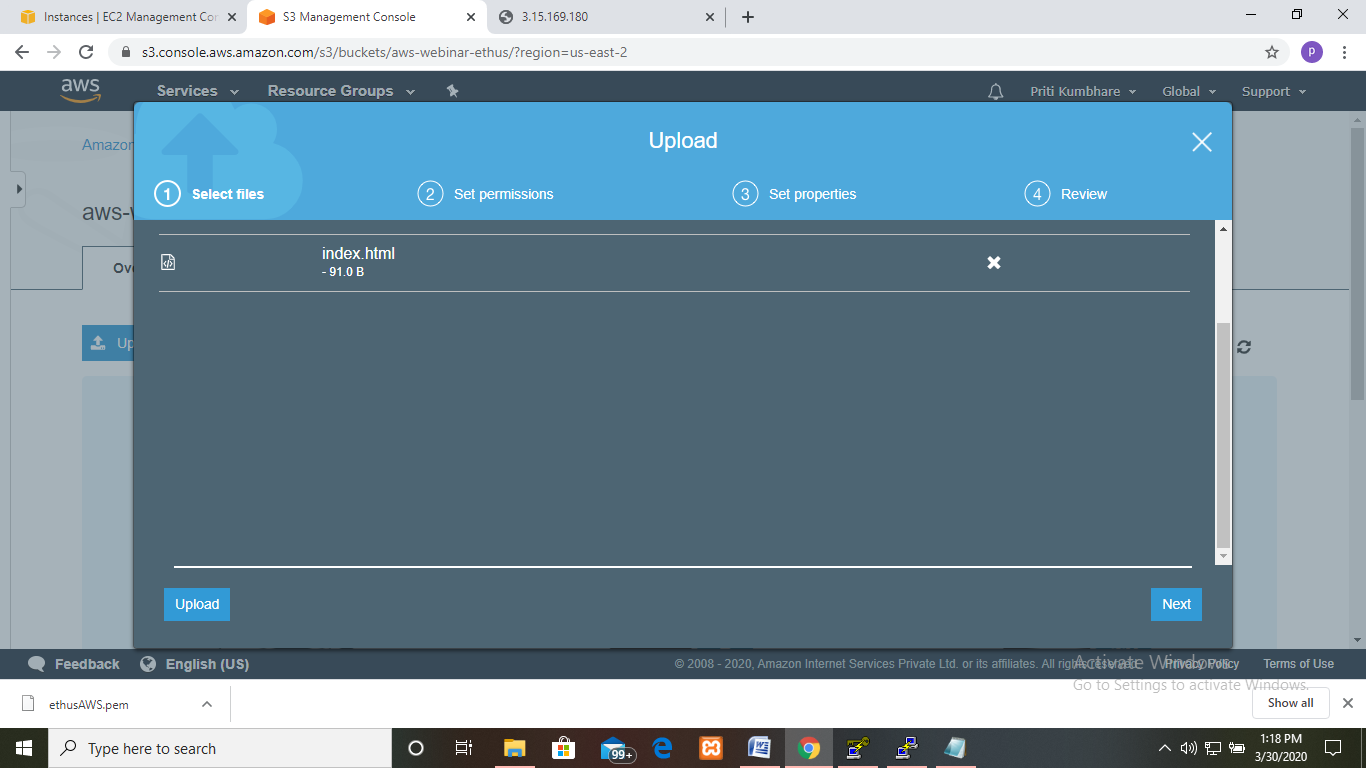 Instances | EC2 Management Con
S3 Management Console
3.15.169.180
s3.console.aws.amazon.com/s3/buckets/aws-webinar-ethus/?region=us-east-2
p
aws
Services
Resource Groups
Priti Kumbhare
Global
Support
Amazon
aws-w
Ove
Up
Upload
1 Select files
2 Set permissions
3 Set properties
4 Review
index.html
- 91.0 B
Upload
Next
Feedback
English (US)
© 2008 - 2020, Amazon Internet Services Private Ltd. or its affiliates. All rights reserved.
Privacy Policy
Terms of Use
Activate Windows
Go to Settings to activate Windows.
ethusAWS.pem
Show all
Type here to search
99+
1:18 PM
3/30/2020